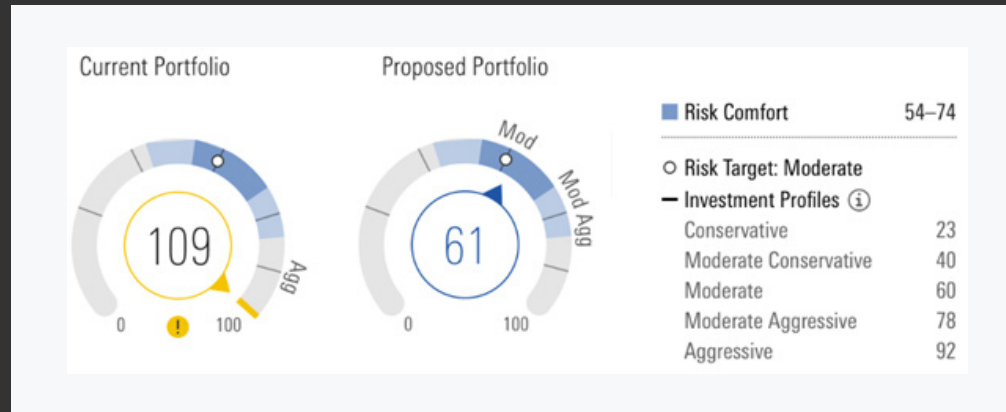 Current Portfolio
Proposed Portfolio
109
0
!
100
Agg
61
0
100
Mod
Mod Agg
Risk Comfort 54–74
Risk Target: Moderate
Investment Profiles i
Conservative 23
Moderate Conservative 40
Moderate 60
Moderate Aggressive 78
Aggressive 92